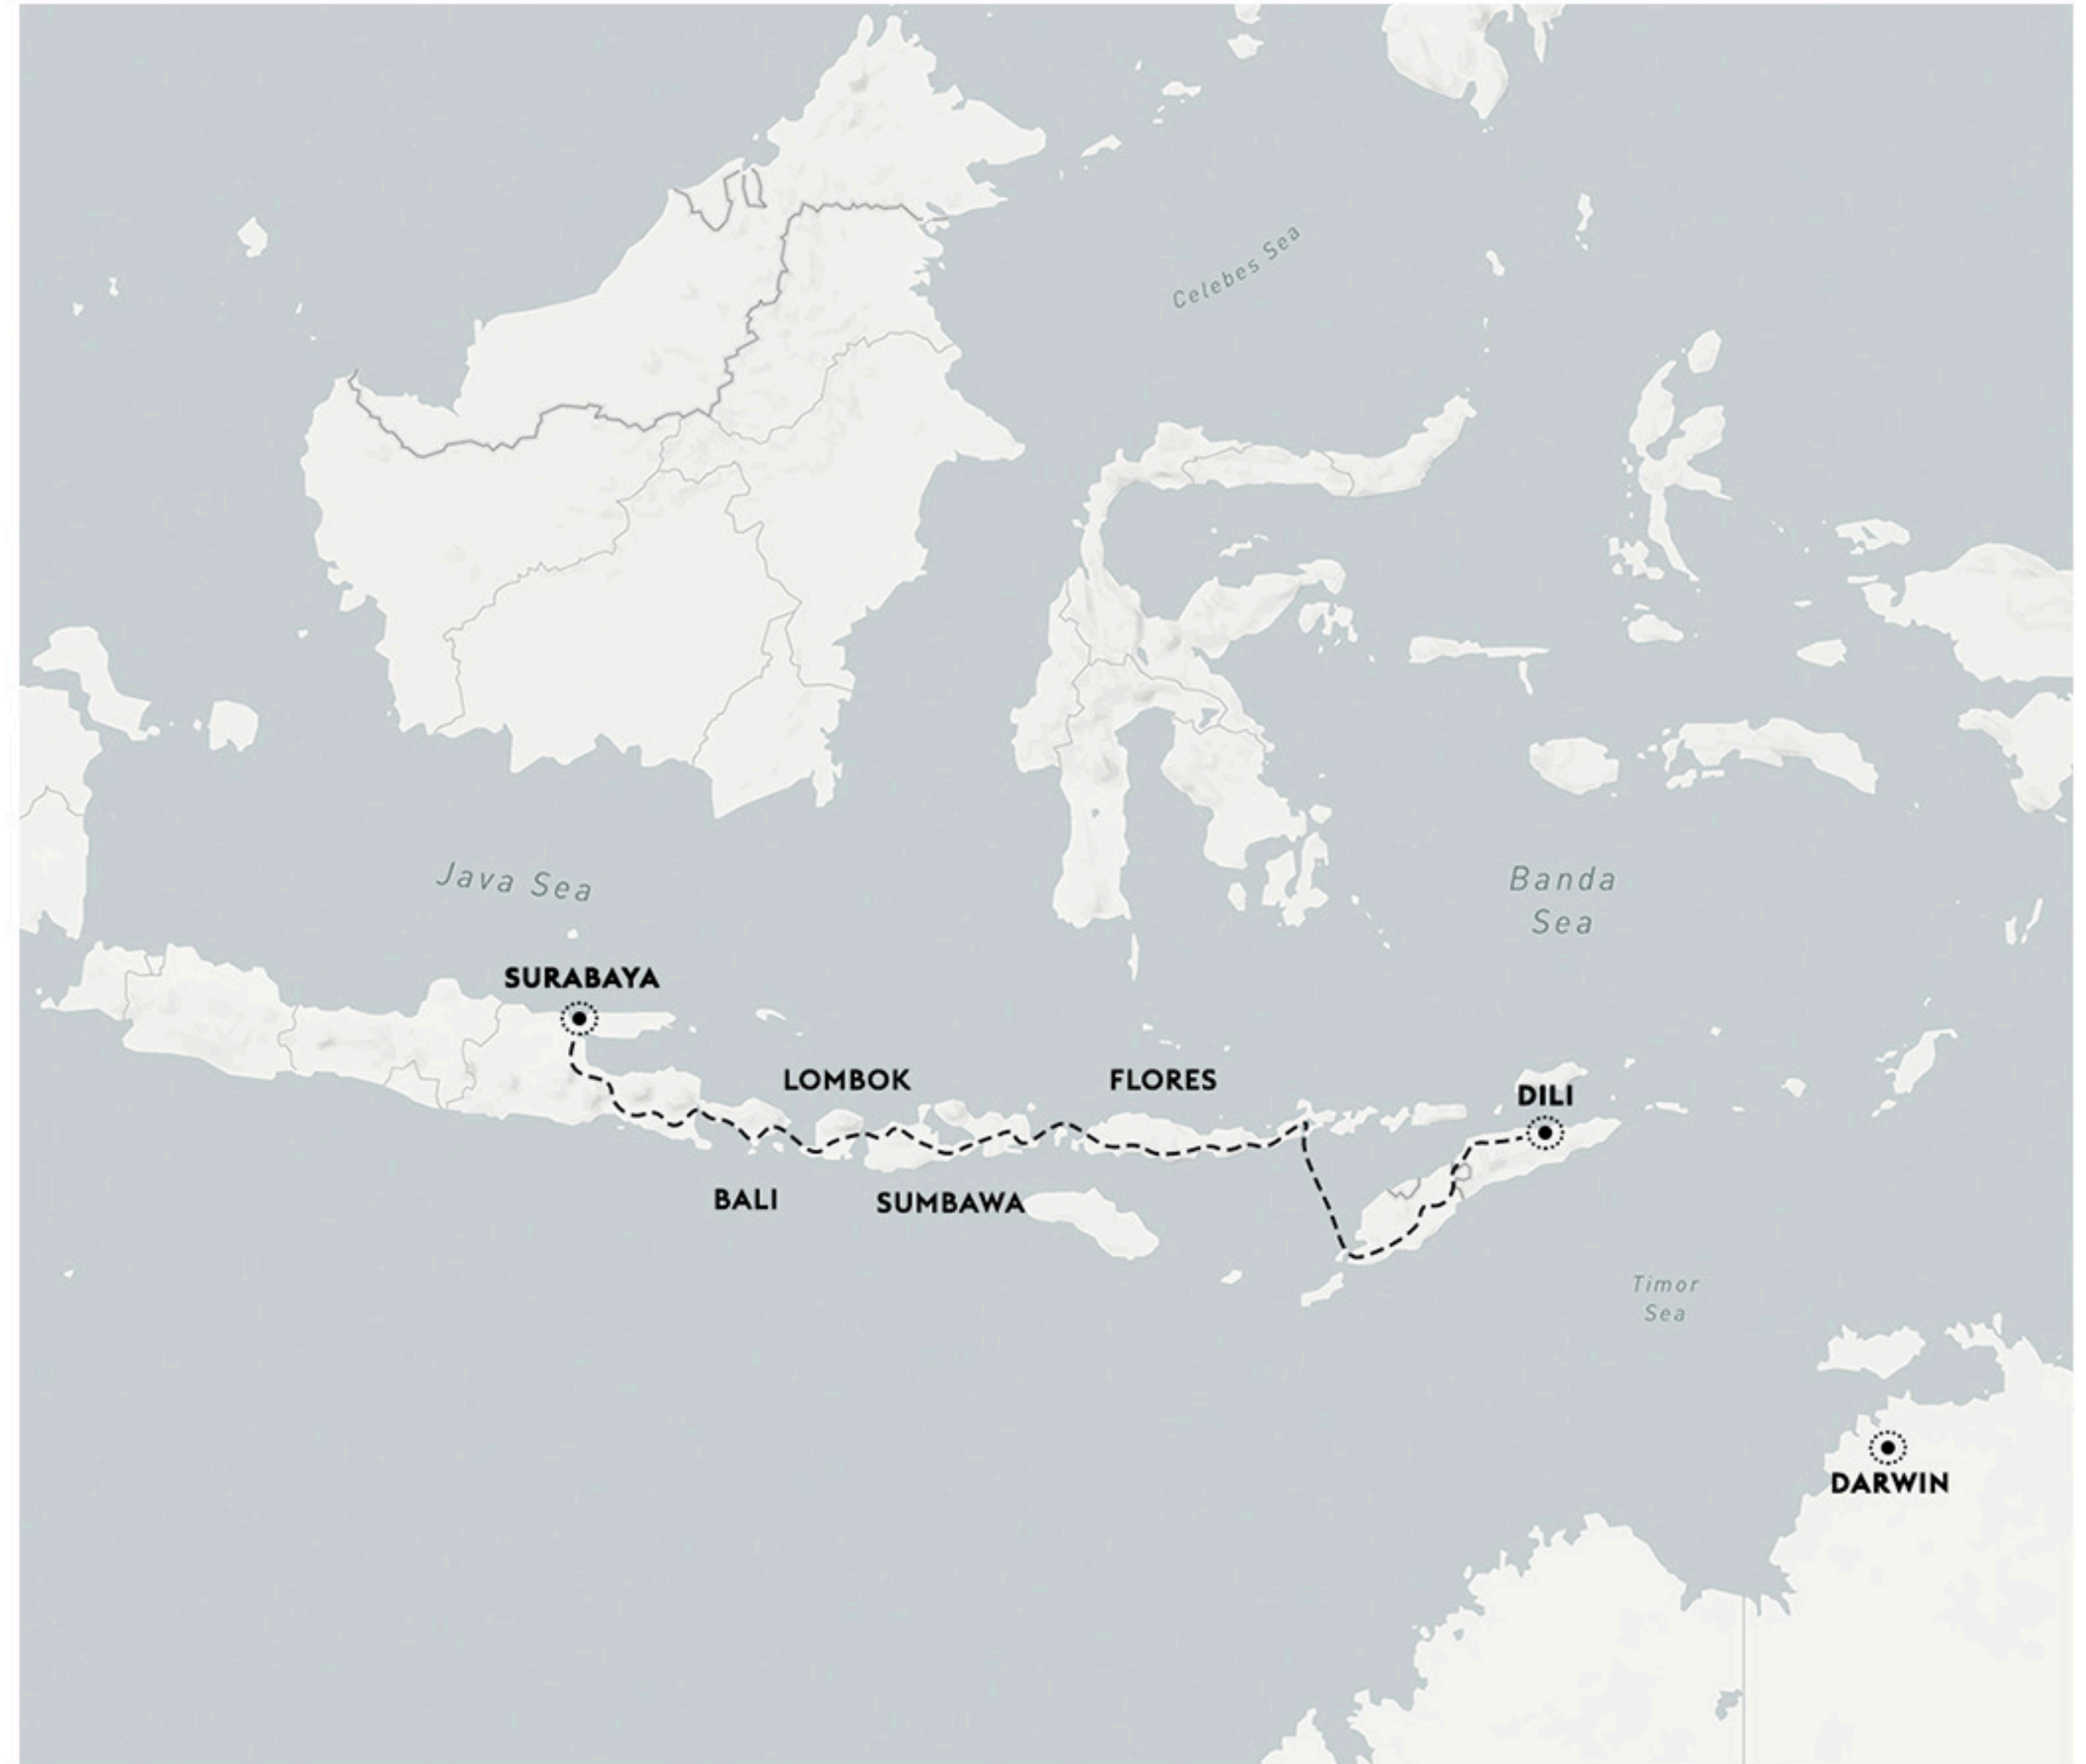 Celebes Sea
Java Sea
Banda
Sea
SURABAYA
LOMBOK
FLORES
DILI
BALI
SUMBAWA
Timor
Sea
DARWIN